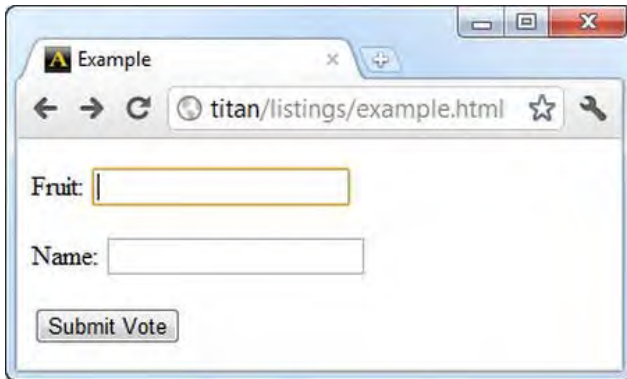 Example
titan/listings/example.html
Fruit:
Name:
Submit Vote